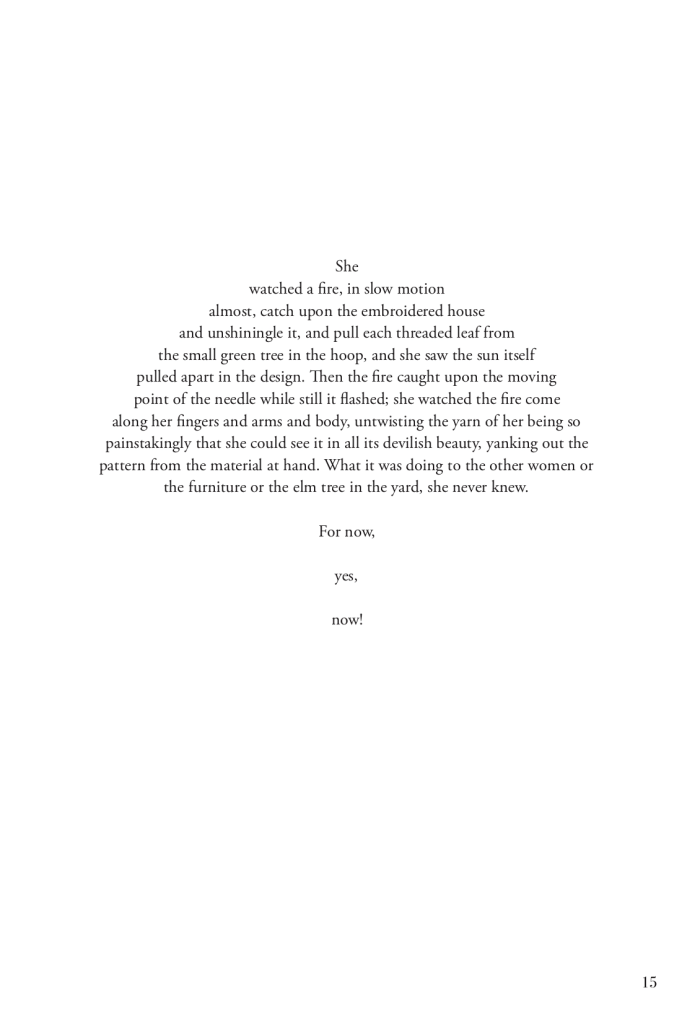 She
watched a fire, in slow motion
almost, catch upon the embroidered house
and unshiningle it, and pull each threaded leaf from
the small green tree in the hoop, and she saw the sun itself
pulled apart in the design. Then the fire caught upon the moving
point of the needle while still it flashed; she watched the fire come
along her fingers and arms and body, untwisting the yarn of her being so
painstakingly that she could see it in all its devilish beauty, yanking out the
pattern from the material at hand. What it was doing to the other women or
the furniture or the elm tree in the yard, she never knew.
For now,
yes,
now!
15